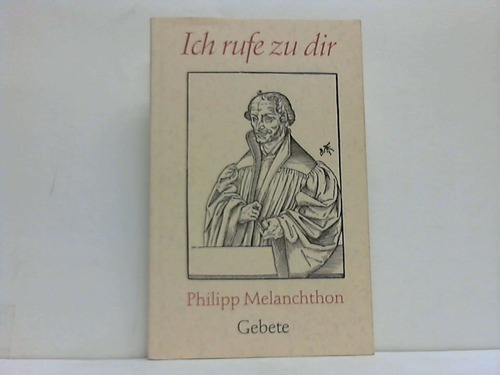 Ich rufe zu dir
Philipp Melanchthon
Gebete